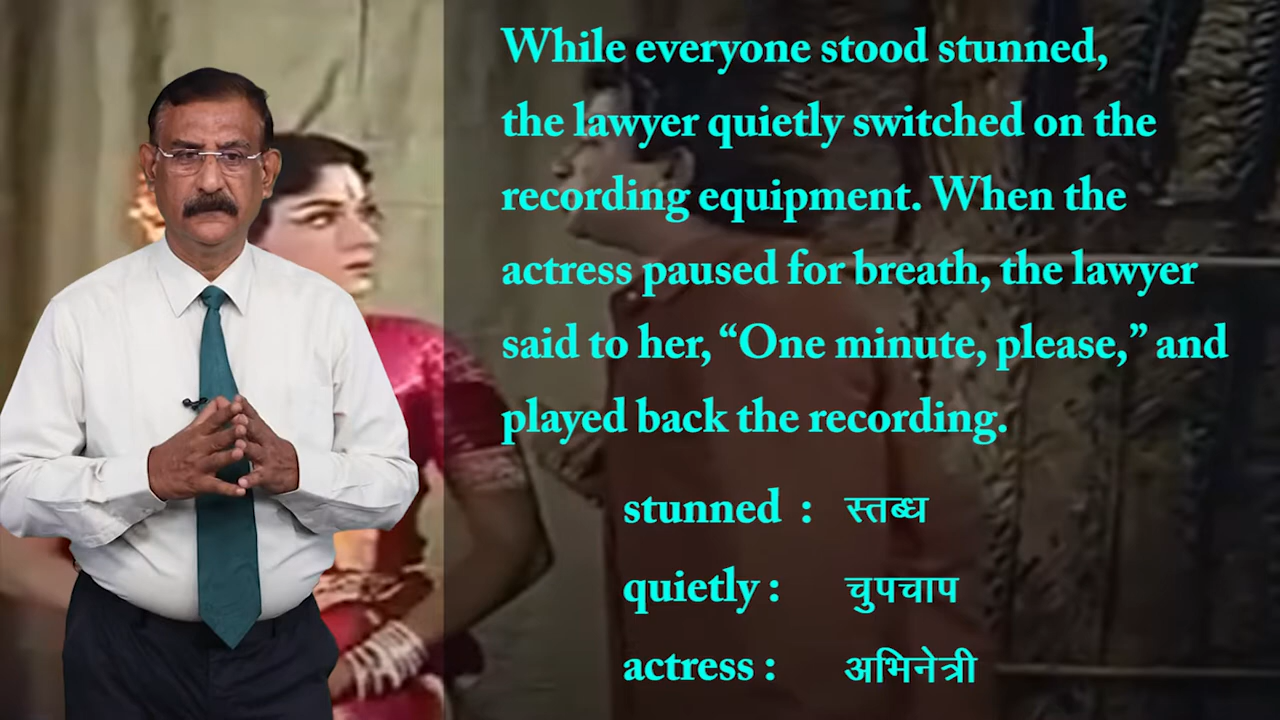 While everyone stood stunned,
the lawyer quietly switched on the
recording equipment. When the
actress paused for breath, the lawyer
said to her, “One minute, please,” and
played back the recording.
stunned : स्तब्ध
quietly : चुपचाप
actress : अभिनेत्री